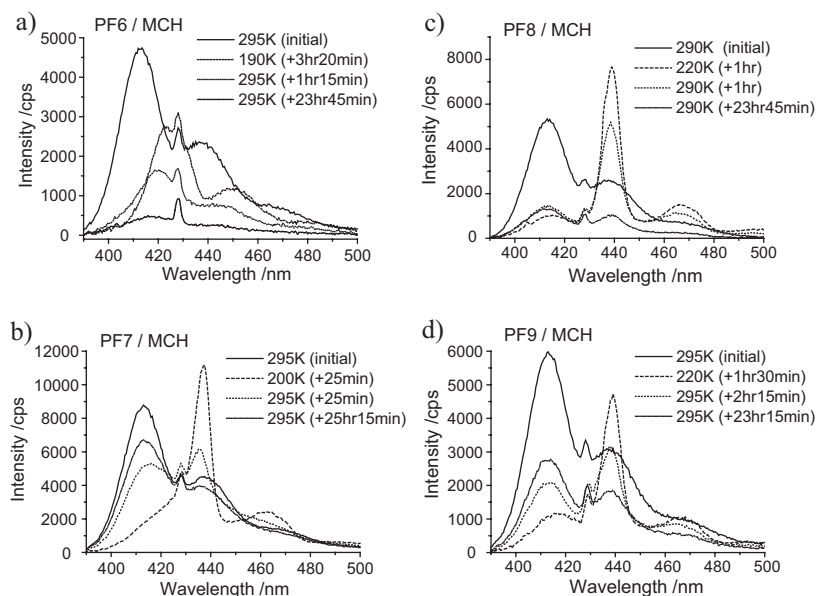 a) PF6 / MCH
295K (initial)
190K (+3hr20min)
295K (+1hr15min)
295K (+23hr45min)
Intensity /cps
5000
4000
3000
2000
1000
0
400 420 440 460 480 500
Wavelength /nm
c) PF8 / MCH
290K (initial)
220K (+1hr)
290K (+1hr)
290K (+23hr45min)
Intensity /cps
8000
6000
4000
2000
0
400 420 440 460 480 500
Wavelength /nm
b) PF7 / MCH
295K (initial)
200K (+25min)
295K (+25min)
295K (+25hr15min)
Intensity /cps
12000
10000
8000
6000
4000
2000
0
400 420 440 460 480 500
Wavelength /nm
d) PF9 / MCH
295K (initial)
220K (+1hr30min)
295K (+2hr15min)
295K (+23hr15min)
Intensity /cps
6000
5000
4000
3000
2000
1000
0
400 420 440 460 480 500
Wavelength /nm